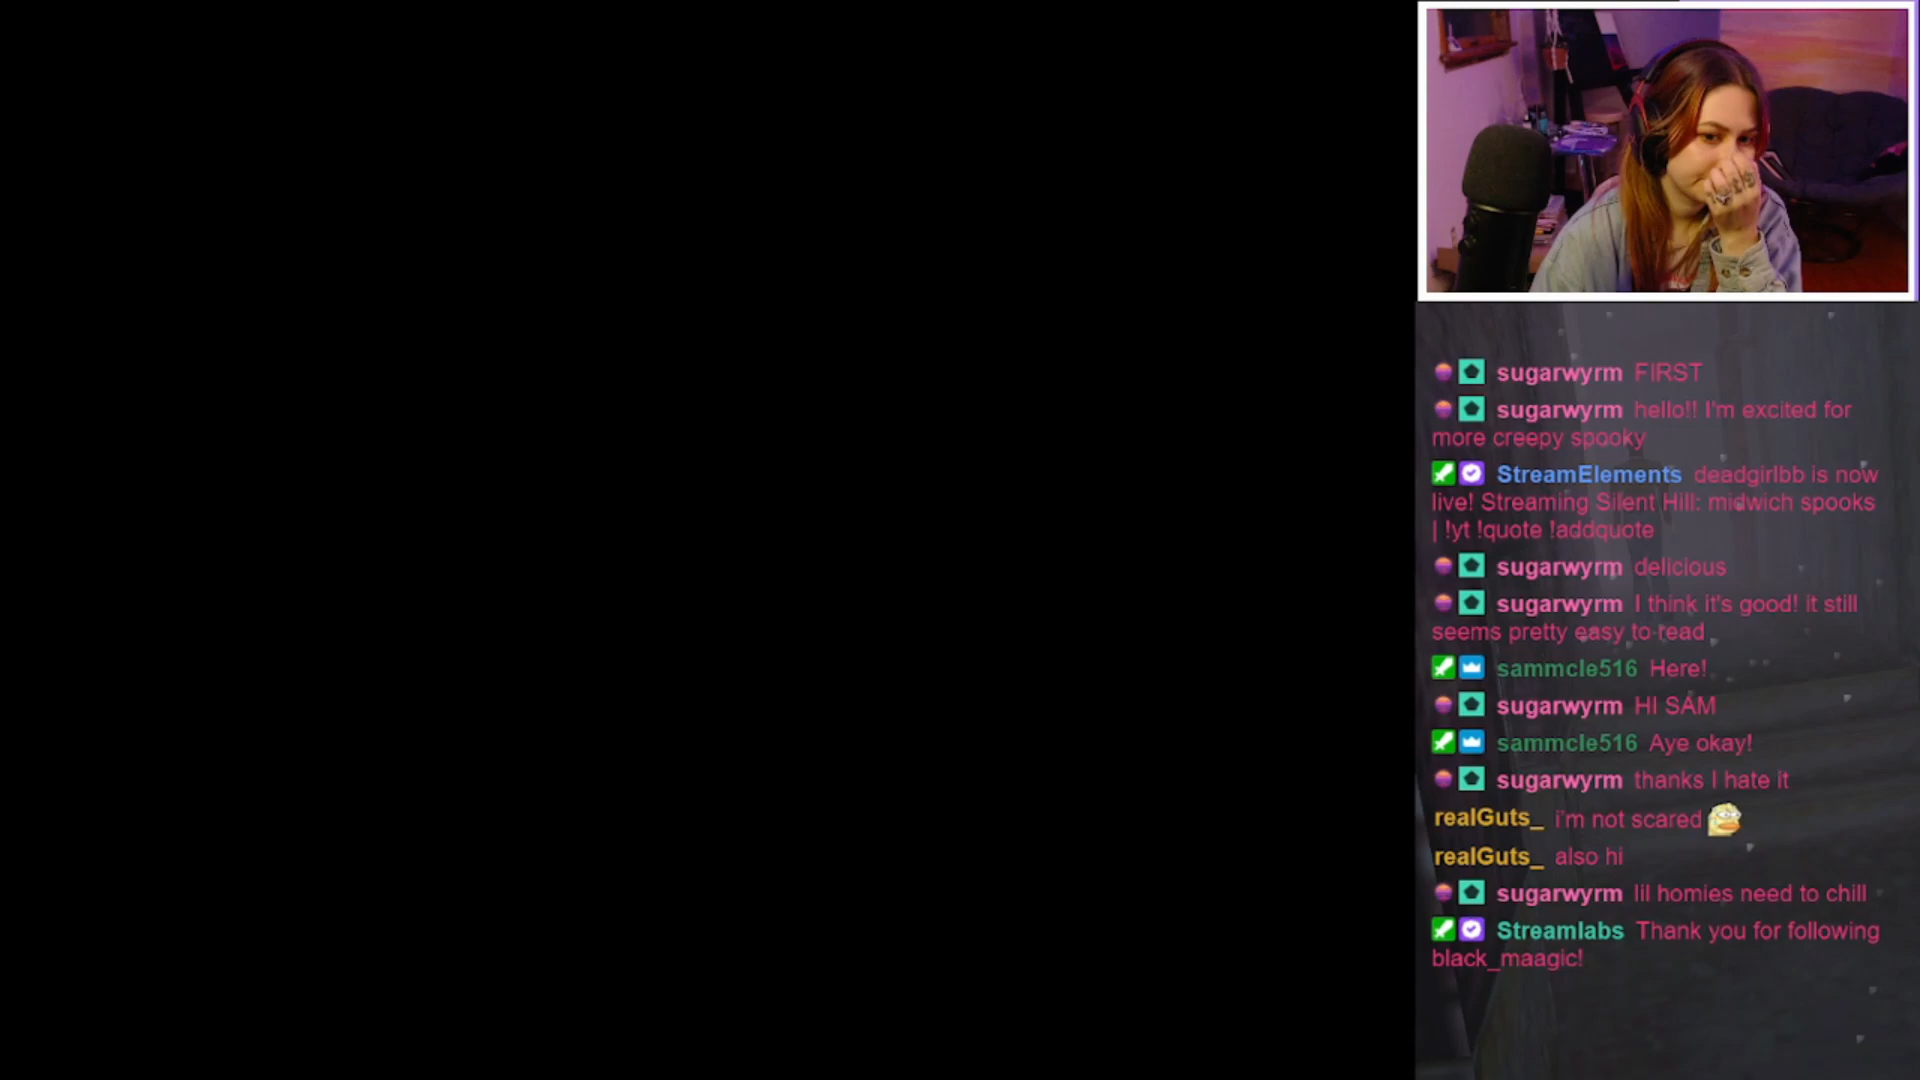 sugarwyrm FIRST
sugarwyrm hello!! I'm excited for
more creepy spooky
StreamElements deadgirlbb is now
live! Streaming Silent Hill: midwich spooks
| !yt !quote !addquote
sugarwyrm delicious
sugarwyrm I think it's good! it still
seems pretty easy to read
sammcle516 Here!
sugarwyrm HI SAM
sammcle516 Aye okay!
sugarwyrm thanks I hate it
realGuts_ i'm not scared
realGuts_ also hi
sugarwyrm lil homies need to chill
Streamlabs Thank you for following
black_maagic!